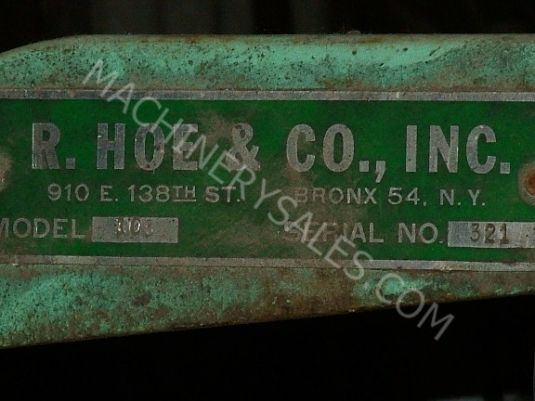 R. HOE & CO., INC.
910 E. 138TH ST. BRONX 54, N.Y.
MODEL SERIAL NO. 321
MACHINERYSALES.COM